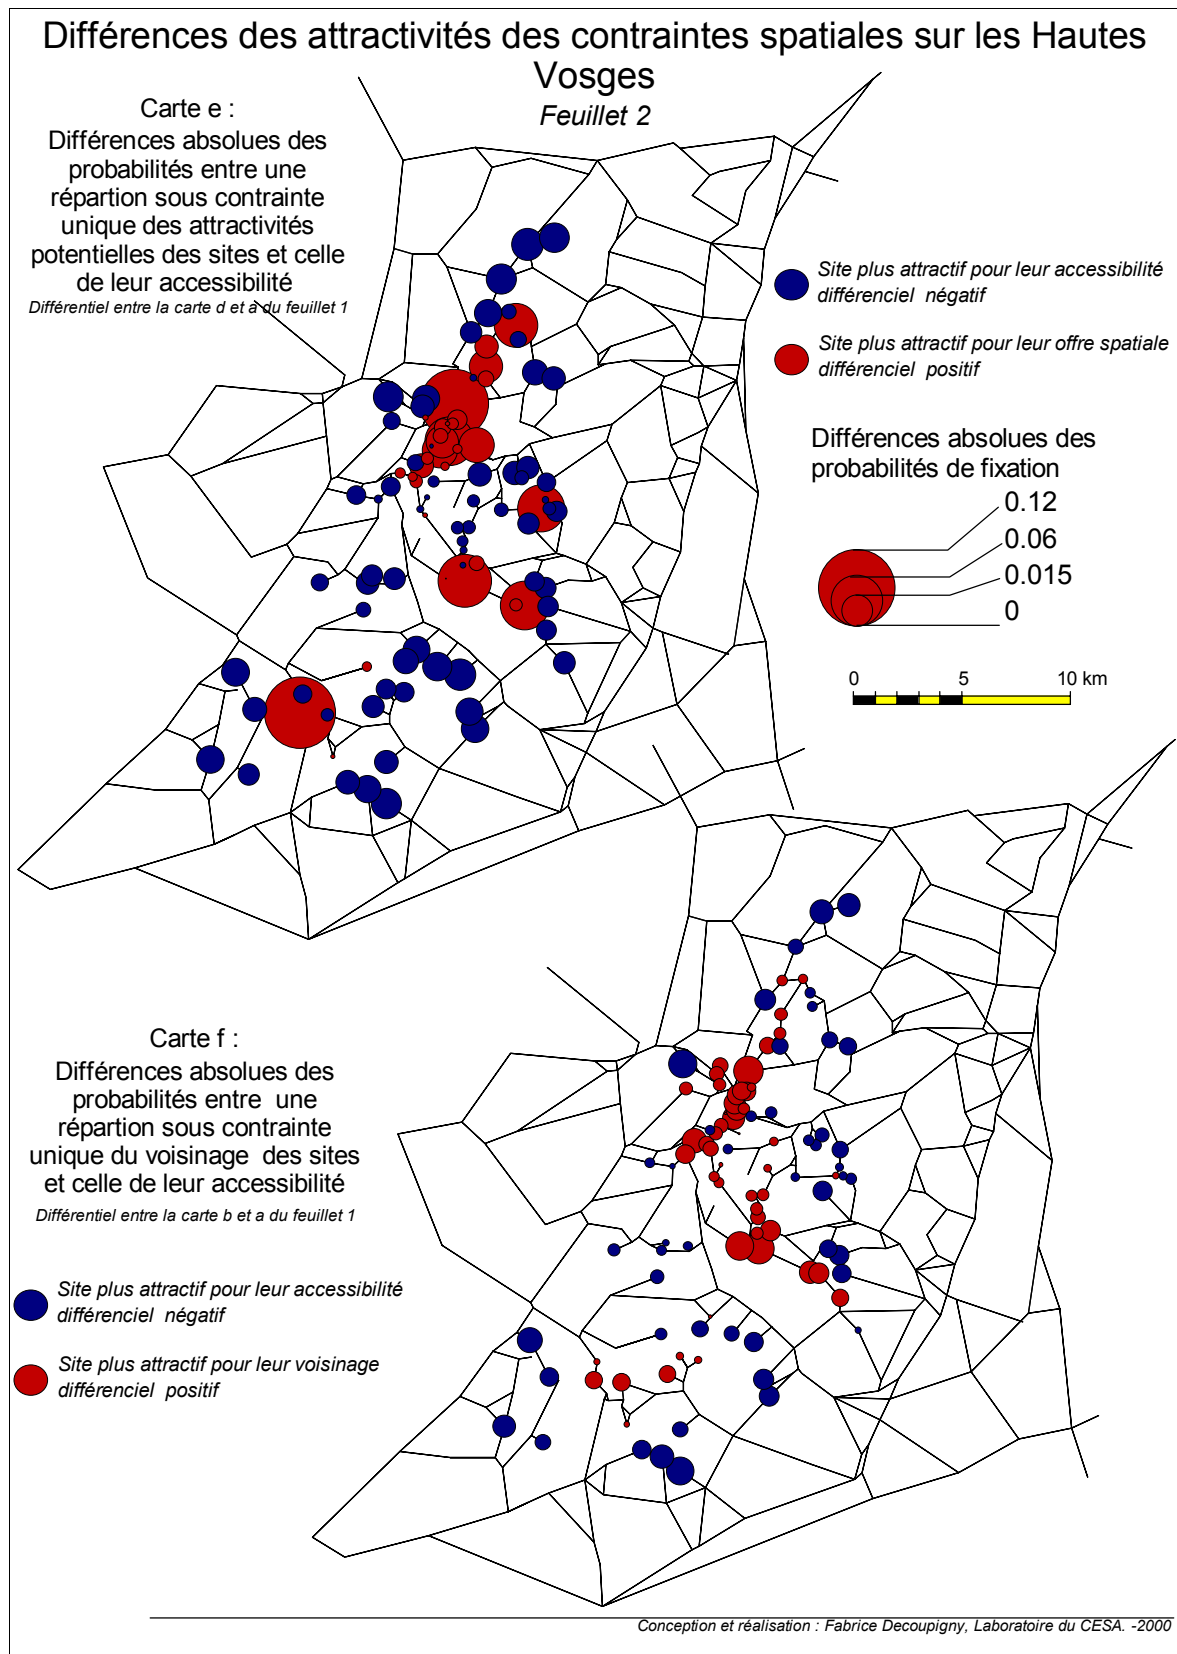 Différences des attractivités des contraintes spatiales sur les Hautes
Vosges
Feuillet 2
Carte e :
Différences absolues des
probabilités entre une
répartion sous contrainte
unique des attractivités
potentielles des sites et celle
de leur accessibilité
Différentiel entre la carte d et à du feuillet 1
Site plus attractif pour leur accessibilité
différenciel négatif
Site plus attractif pour leur offre spatiale
différenciel positif
Différences absolues des
probabilités de fixation
0.12
0.06
0.015
0
0 5 10 km
Carte f :
Différences absolues des
probabilités entre une
répartion sous contrainte
unique du voisinage des sites
et celle de leur accessibilité
Différentiel entre la carte b et a du feuillet 1
Site plus attractif pour leur accessibilité
différenciel négatif
Site plus attractif pour leur voisinage
différenciel positif
Conception et réalisation : Fabrice Decoupigny, Laboratoire du CESA. -2000